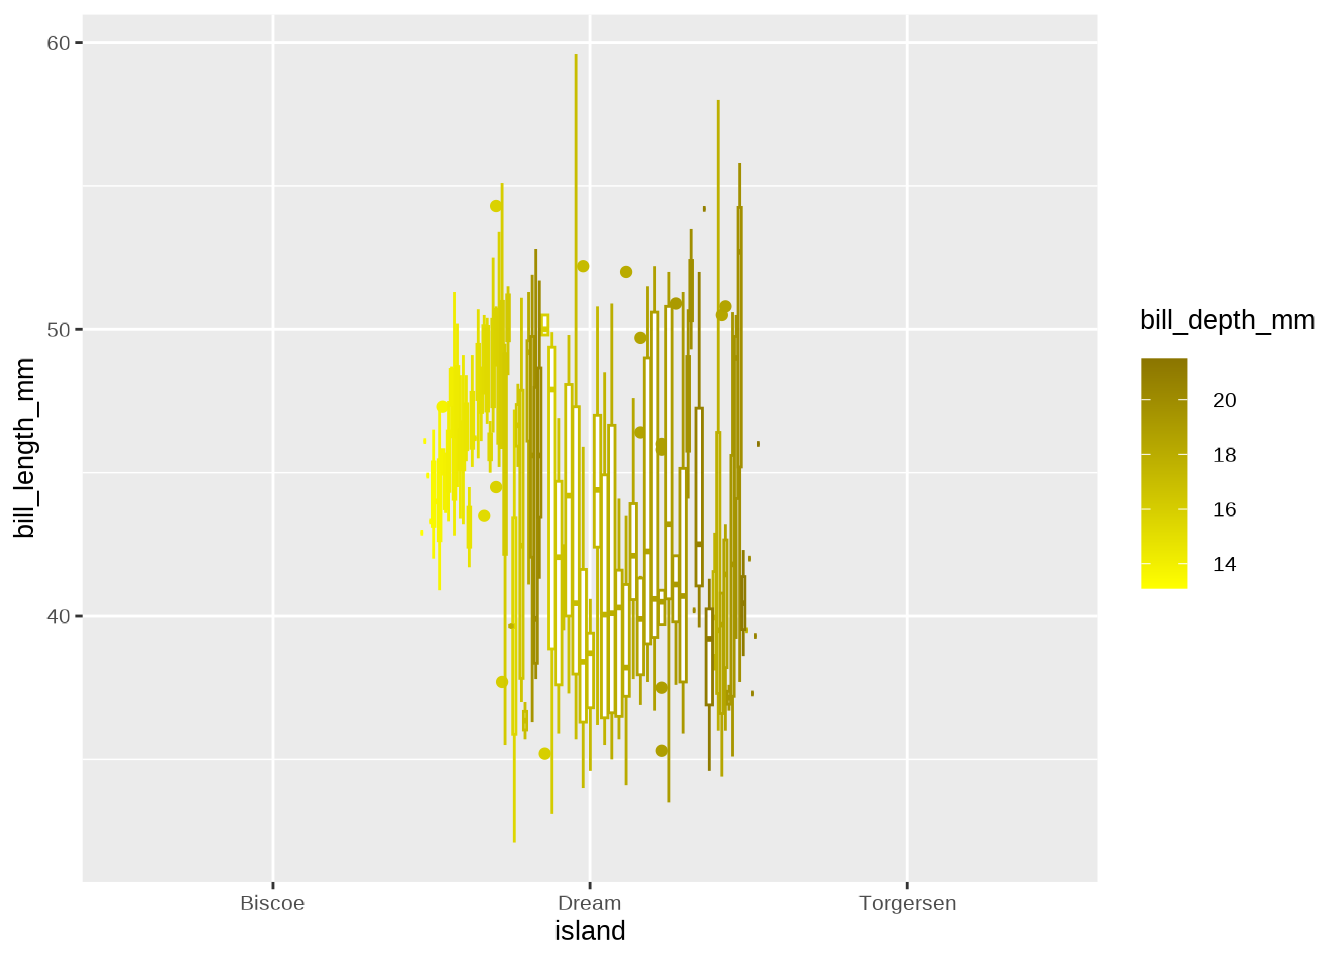 60
50
40
bill_length_mm
Biscoe
Dream
Torgersen
island
bill_depth_mm
20
18
16
14